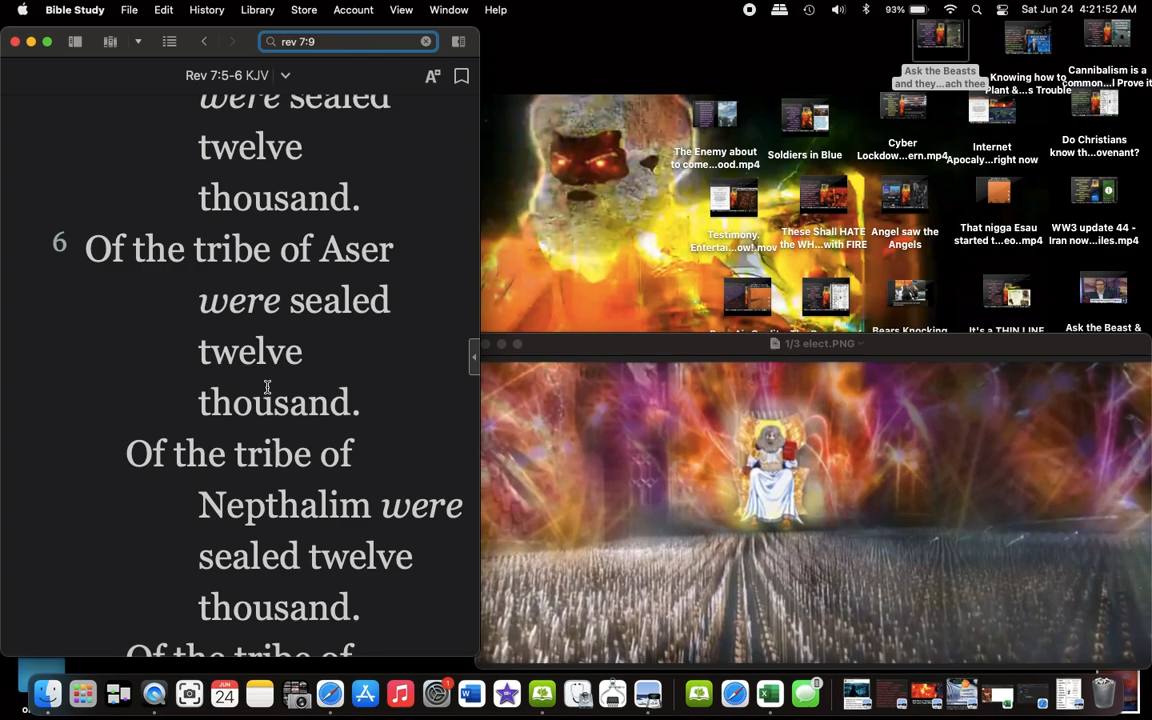 Bible Study File Edit History Library Store Account View Window Help 93% Sat Jun 24 4:21:52 AM
rev 7:9
Rev 7:5-6 KJV
were sealed
twelve
thousand.
6 Of the tribe of Aser
were sealed
twelve
thousand.
Of the tribe of
Nepthalim were
sealed twelve
thousand.
Of the tribe of
Ask the Beasts
and they...ach thee
Knowing how to
Plant &...s Trouble
Cannibalism is a
common...I Prove it
The Enemy about
to come...ood.mp4
Soldiers in Blue
Cyber
Lockdow...ern.mp4
Internet
Apocaly...right now
Do Christians
know th...ovenant?
Testimony.
Entertai...ow!.mov
These Shall HATE
the WH...with FIRE
Angel saw the
Angels
That nigga Esau
started t...eo..mp4
WW3 update 44 -
Iran now...iles.mp4
Bears Knocking
It's a THIN LINE
Ask the Beast &
1/3 elect.PNG
JUN
24
1